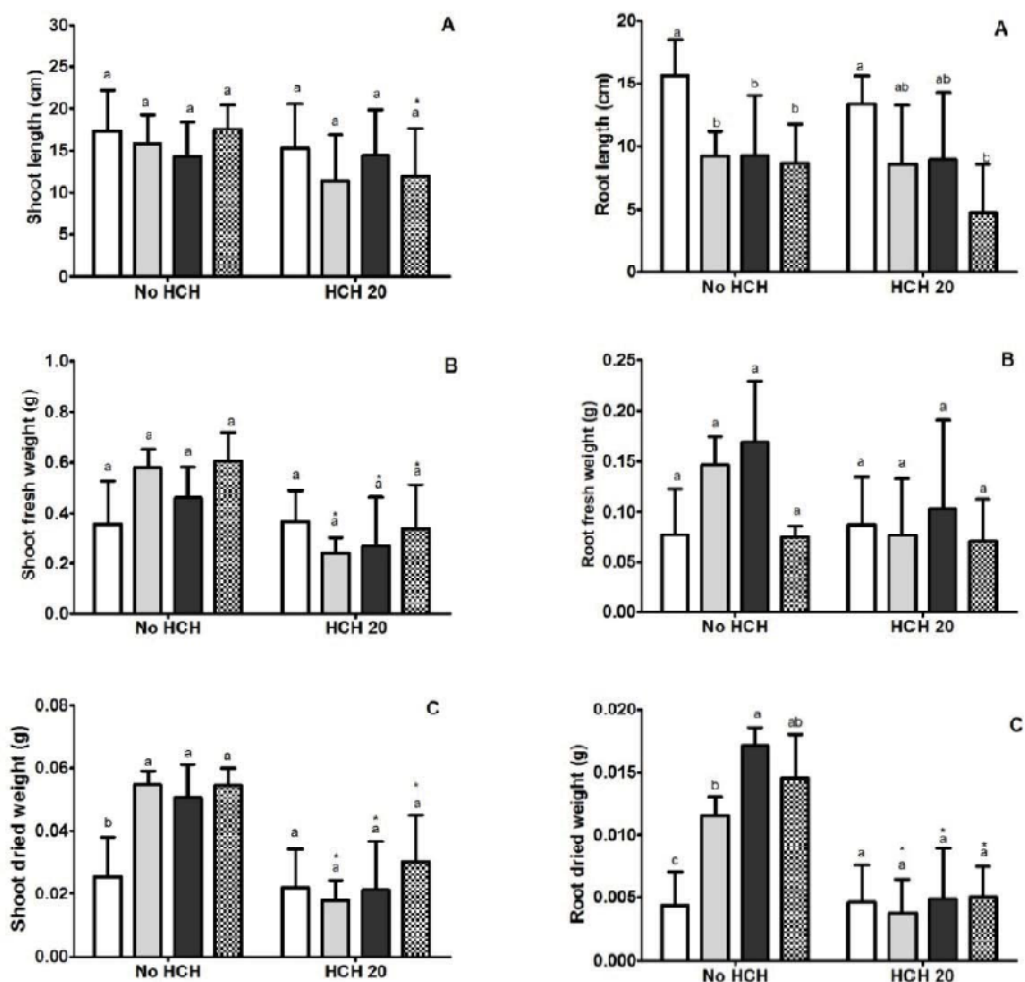 A
Shoot length (cm)
30
25
20
15
10
5
0
a a a a a a a *
a
No HCH HCH 20
A
Root length (cm)
20
15
10
5
0
a b b b a ab ab b
No HCH HCH 20
B
Shoot fresh weight (g)
1.0
0.8
0.6
0.4
0.2
0.0
a a a a a *
a *
a *
a
No HCH HCH 20
B
Root fresh weight (g)
0.25
0.20
0.15
0.10
0.05
0.00
a a a a a a a a
No HCH HCH 20
C
Shoot dried weight (g)
0.08
0.06
0.04
0.02
0.00
b a a a a *
a *
a *
a
No HCH HCH 20
C
Root dried weight (g)
0.020
0.015
0.010
0.005
0.000
c b a ab a *
a *
a *
a
No HCH HCH 20